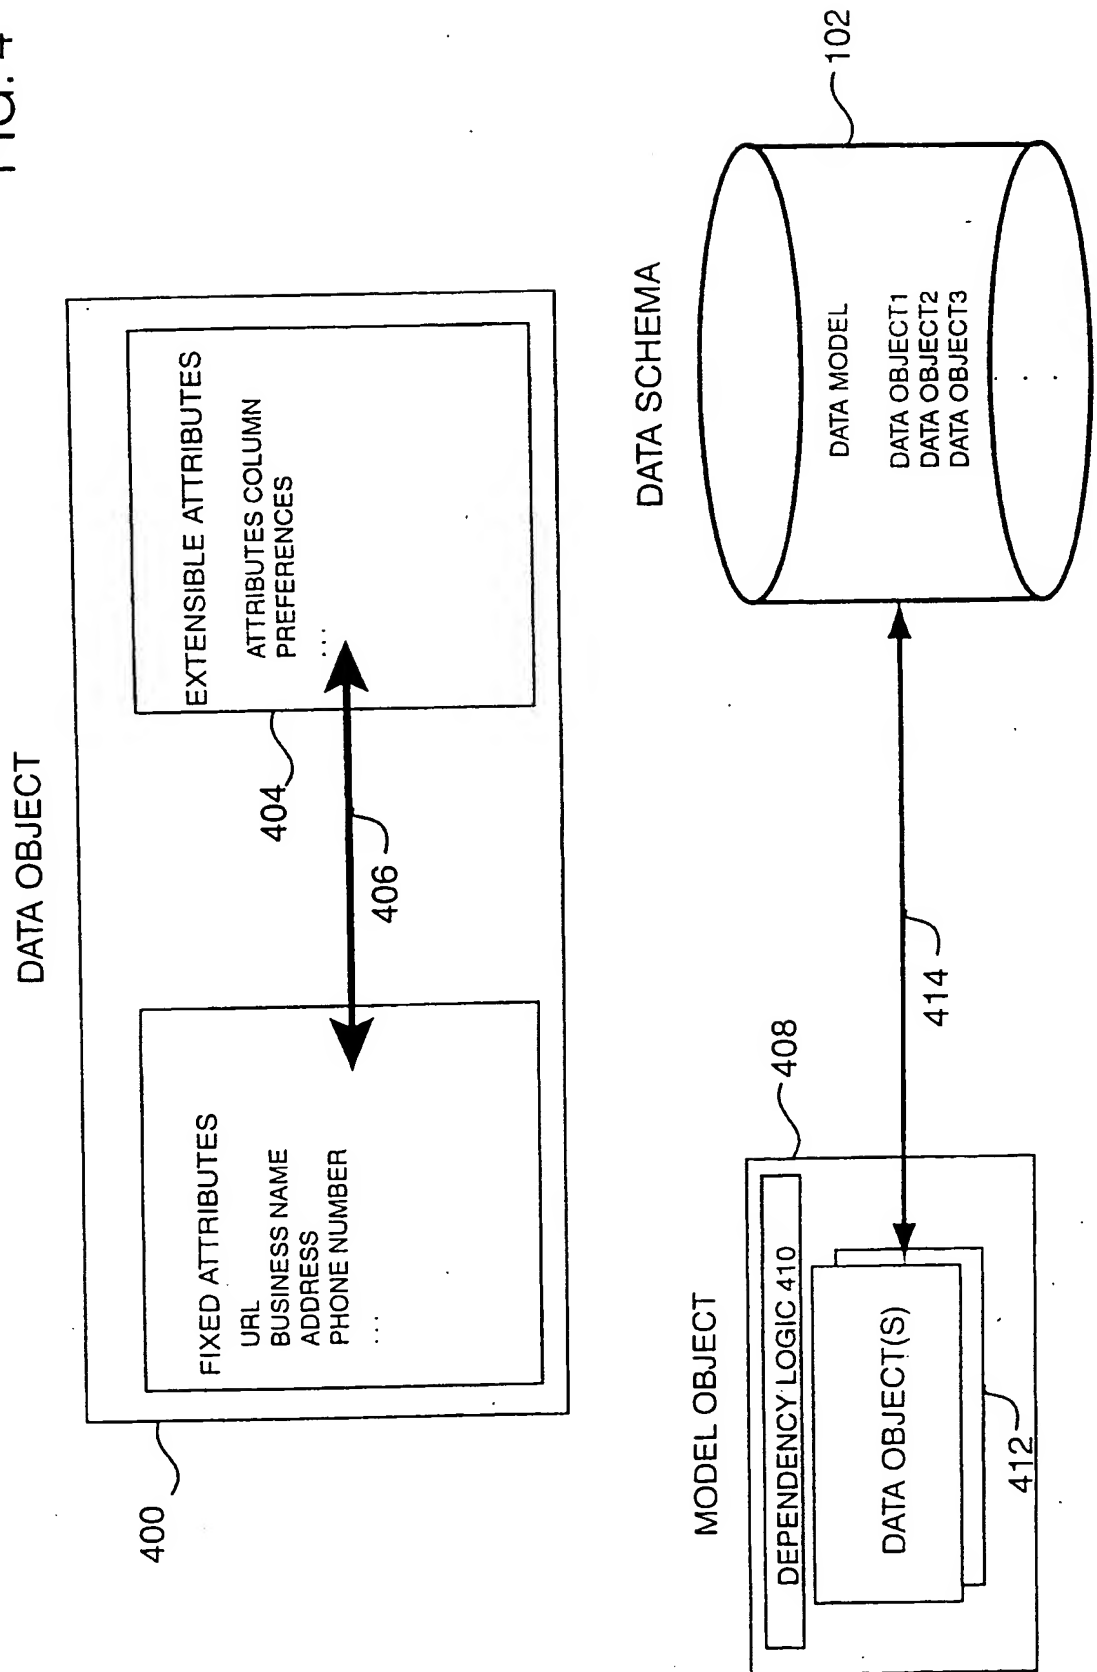 FIG. 4
DATA OBJECT
400
FIXED ATTRIBUTES
URL
BUSINESS NAME
ADDRESS
PHONE NUMBER
...
406
404
EXTENSIBLE ATTRIBUTES
ATTRIBUTES COLUMN
PREFERENCES
...
MODEL OBJECT
408
DEPENDENCY LOGIC 410
DATA OBJECT(S)
412
414
DATA SCHEMA
102
DATA MODEL
DATA OBJECT1
DATA OBJECT2
DATA OBJECT3
. . .